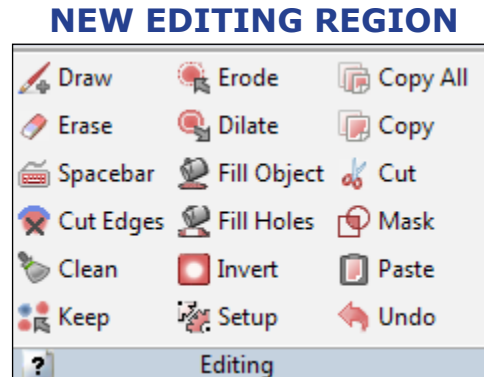 NEW EDITING REGION
Draw Erode Copy All
Erase Dilate Copy
Spacebar Fill Object Cut
Cut Edges Fill Holes Mask
Clean Invert Paste
Keep Setup Undo
? Editing